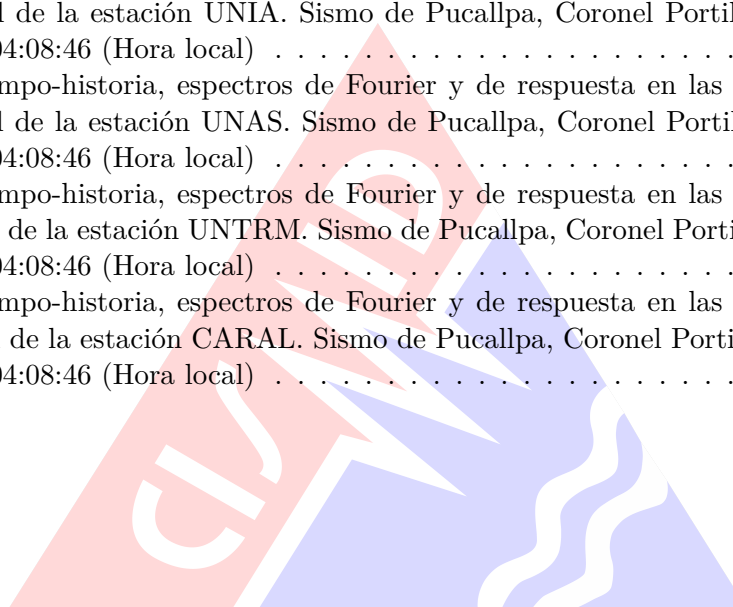 l de la estación UNIA. Sismo de Pucallpa, Coronel Portil
04:08:46 (Hora local) . . . . . . . . . . . . . . . . . . . . . .
mpo-historia, espectros de Fourier y de respuesta en las
l de la estación UNAS. Sismo de Pucallpa, Coronel Portil
04:08:46 (Hora local) . . . . . . . . . . . . . . . . . . . . . .
mpo-historia, espectros de Fourier y de respuesta en las
de la estación UNTRM. Sismo de Pucallpa, Coronel Porti
04:08:46 (Hora local) . . . . . . . . . . . . . . . . . . . . . .
mpo-historia, espectros de Fourier y de respuesta en las
de la estación CARAL. Sismo de Pucallpa, Coronel Porti
04:08:46 (Hora local) . . . . . . . . . . . . . . . . . . . . . .
CISMID